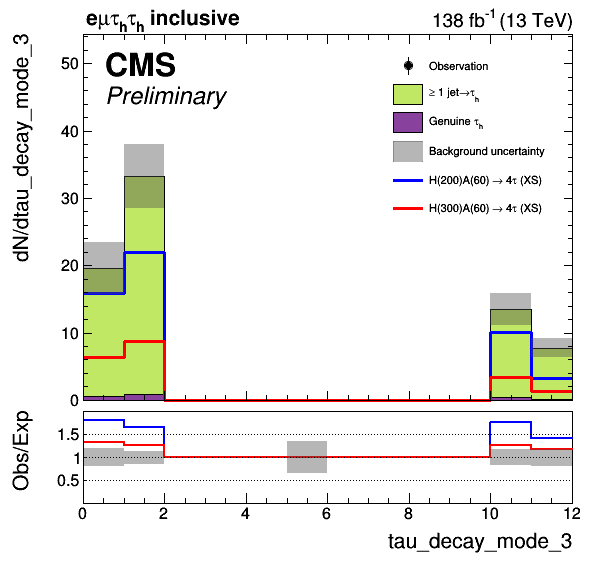 eμτhτh inclusive 138 fb-1 (13 TeV)
CMS
Preliminary
Observation
≥ 1 jet→τh
Genuine τh
Background uncertainty
H(200)A(60) → 4τ (XS)
H(300)A(60) → 4τ (XS)
dN/dtau_decay_mode_3
50
40
30
20
10
0
Obs/Exp
1.5
1
0.5
0 2 4 6 8 10 12
tau_decay_mode_3